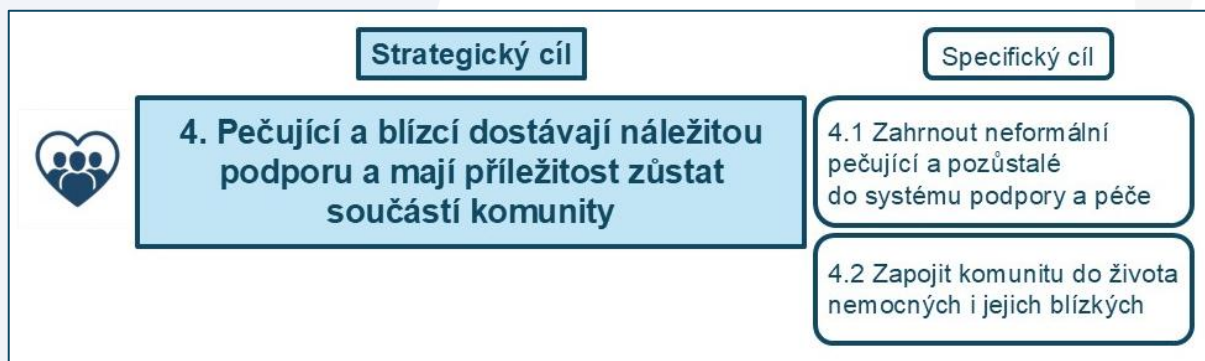 Strategický cíl
Specifický cíl
4. Pečující a blízcí dostávají náležitou
podporu a mají příležitost zůstat
součástí komunity
4.1 Zahrnout neformální
pečující a pozůstalé
do systému podpory a péče
4.2 Zapojit komunitu do života
nemocných i jejich blízkých